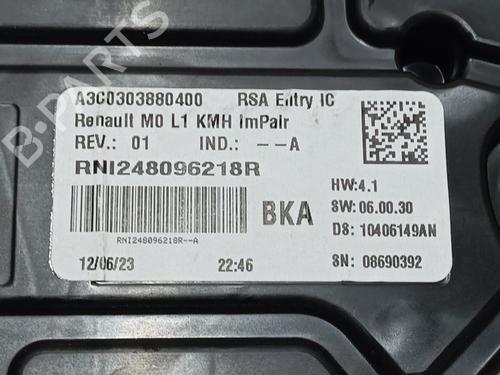 A3C0303880400 RSA Entry IC
Renault M0 L1 KMH ImPair
REV.: 01 IND.: --A
RNI248096218R
HW:4.1
BKA
SW: 06.00.30
DS: 10406149AN
RNI248096218R--A
12/06/23 22:46 SN: 08690392
B-PARTS